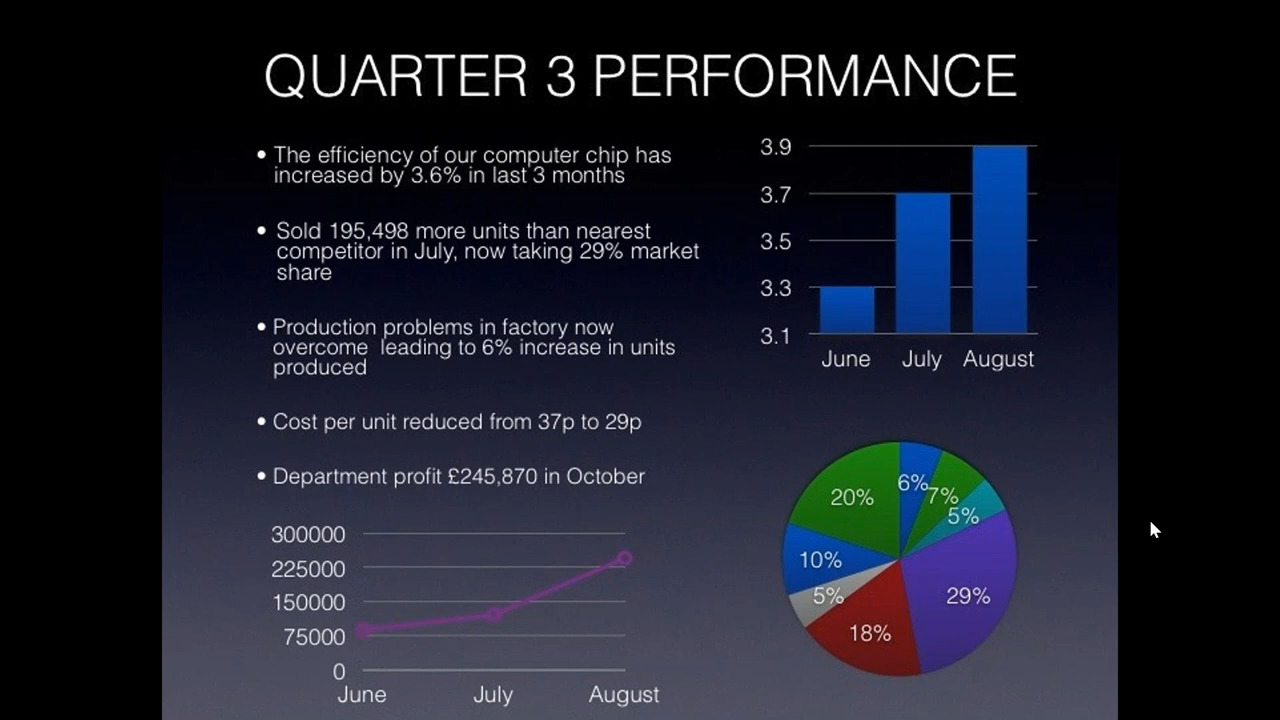 QUARTER 3 PERFORMANCE
• The efficiency of our computer chip has
increased by 3.6% in last 3 months
• Sold 195,498 more units than nearest
competitor in July, now taking 29% market
share
• Production problems in factory now
overcome  leading to 6% increase in units
produced
• Cost per unit reduced from 37p to 29p
• Department profit £245,870 in October
300000
225000
150000
75000
0
June July August
3.9
3.7
3.5
3.3
3.1
June July August
6%
7%
5%
29%
18%
5%
10%
20%